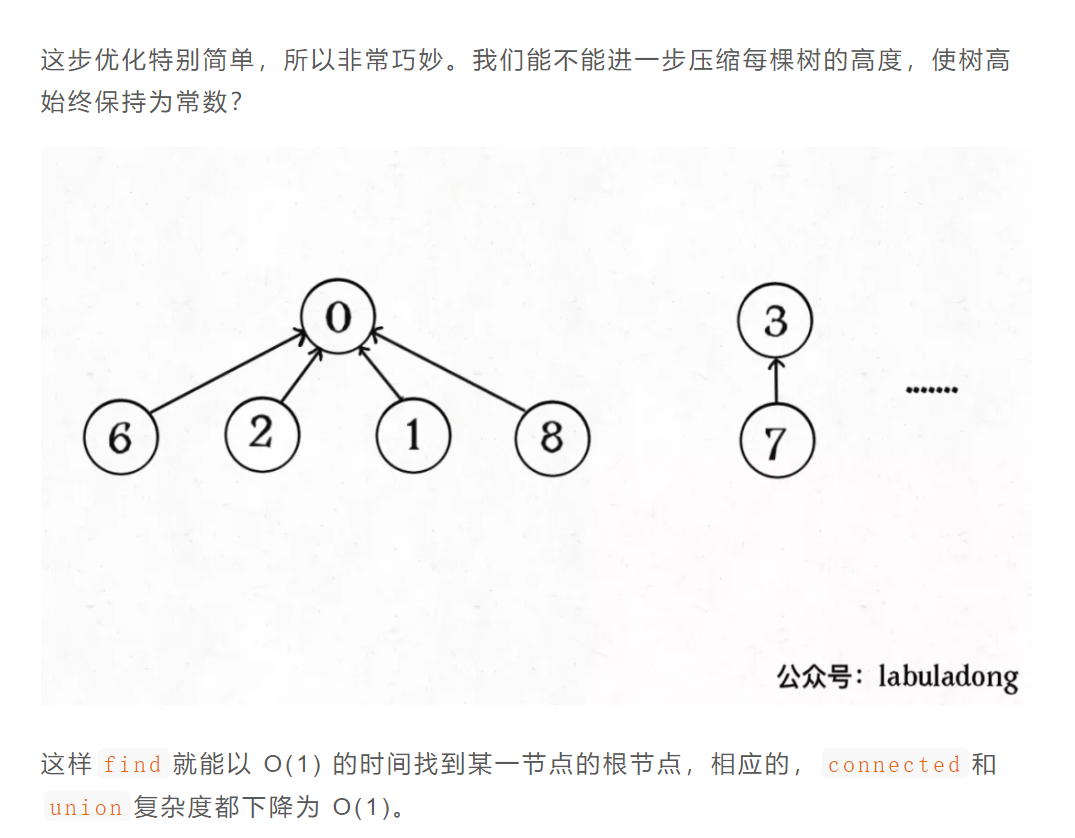 这步优化特别简单，所以非常巧妙。我们能不能进一步压缩每棵树的高度，使树高
始终保持为常数？
0
3
6
2
1
8
7
.......
公众号：labuladong
这样 find 就能以 O(1) 的时间找到某一节点的根节点，相应的， connected 和
union 复杂度都下降为 O(1)。